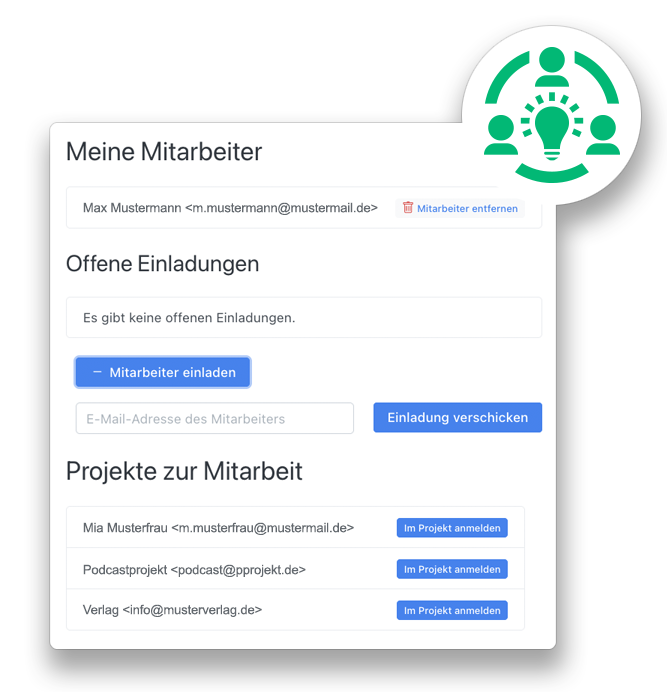 Meine Mitarbeiter
Max Mustermann <m.mustermann@mustermail.de> Mitarbeiter entfernen
Offene Einladungen
Es gibt keine offenen Einladungen.
− Mitarbeiter einladen
E-Mail-Adresse des Mitarbeiters Einladung verschicken
Projekte zur Mitarbeit
Mia Musterfrau <m.musterfrau@mustermail.de> Im Projekt anmelden
Podcastprojekt <podcast@pprojekt.de> Im Projekt anmelden
Verlag <info@musterverlag.de> Im Projekt anmelden